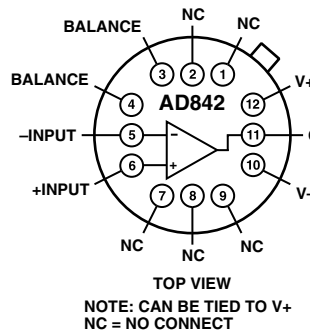 NC
NC
BALANCE
3
2
1
V+
BALANCE
4
AD842
12
–INPUT
5
–
11
+INPUT
6
+
10
V–
7
8
9
NC
NC
NC
TOP VIEW
NOTE: CAN BE TIED TO V+
NC = NO CONNECT